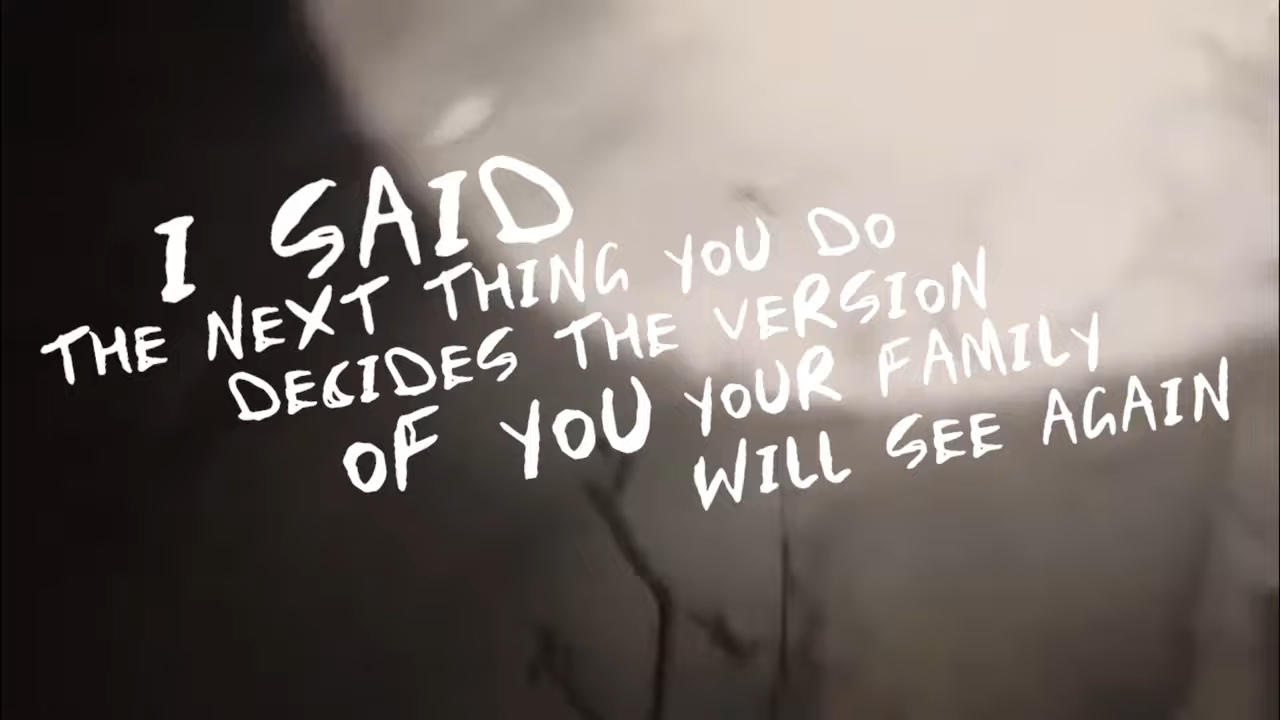 I SAID
THE NEXT THING YOU DO
DECIDES THE VERSION
OF YOU YOUR FAMILY
WILL SEE AGAIN